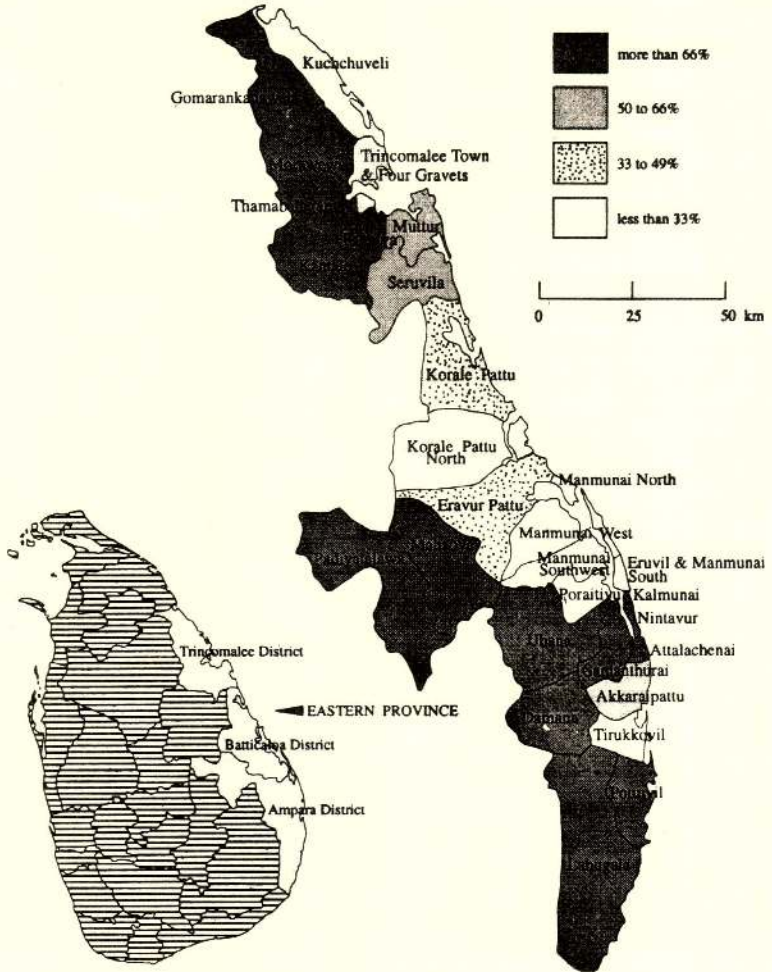 more than 66%
50 to 66%
33 to 49%
less than 33%
0 25 50 km
Kuchchuveli
Trincomalee Town
& Four Gravets
Muttur
Seruvila
Korale Pattu
Korale Pattu
North
Eravur Pattu
Manmunai North
Manmunai West
Manmunai
Southwest
Eruvil & Manmunai
South
Kalmunai
Nintavur
Attalachenai
Akkaraipattu
Tirukkovil
Uhana
Damana
Lahugala
Trincomalee District
EASTERN PROVINCE
Batticaloa District
Ampara District